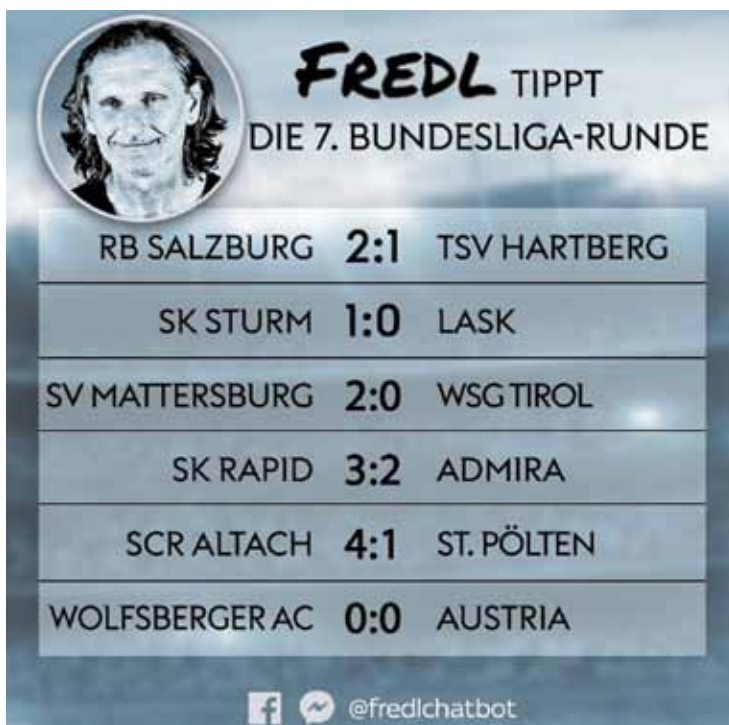 FREDL TIPPT
DIE 7. BUNDESLIGA-RUNDE
RB SALZBURG 2:1 TSV HARTBERG
SK STURM 1:0 LASK
SV MATTERSBURG 2:0 WSG TIROL
SK RAPID 3:2 ADMIRA
SCR ALTACH 4:1 ST. PÖLTEN
WOLFSBERGER AC 0:0 AUSTRIA
@fredlchatbot